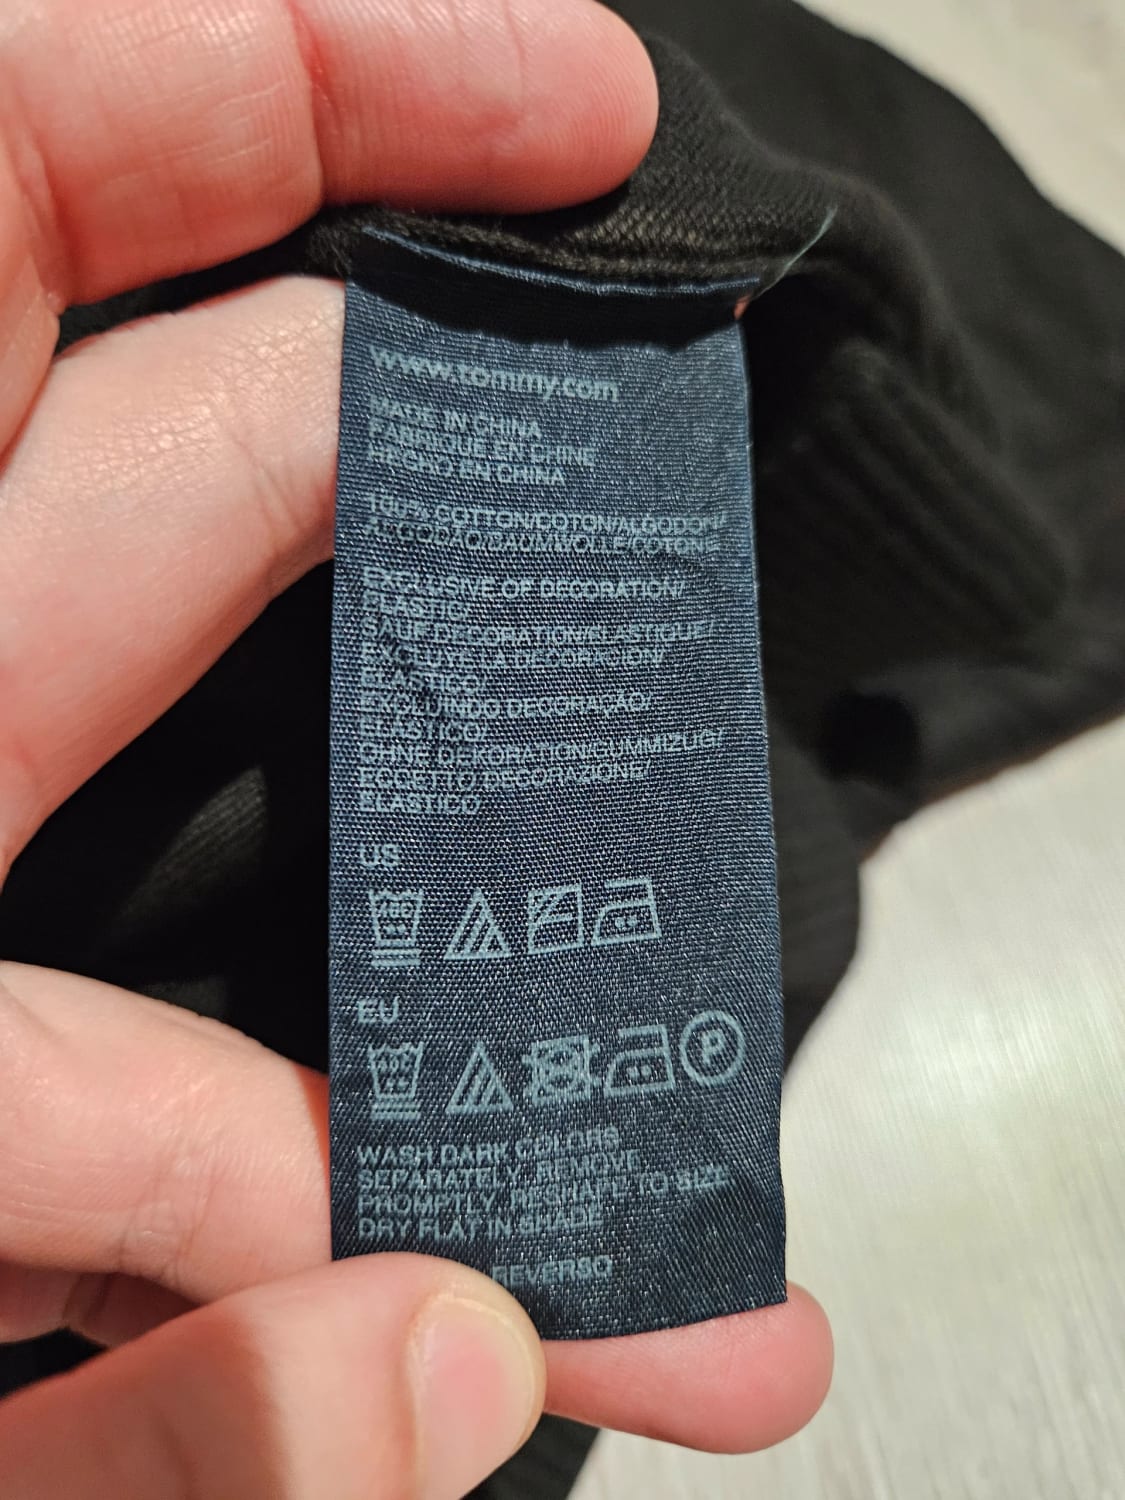 www.tommy.com
MADE IN CHINA
FABRIQUE EN CHINE
HECHO EN CHINA
100% COTTON/COTON/ALGODON/
ALGODÃO/BAUMWOLLE/COTONE
EXCLUSIVE OF DECORATION/
ELASTIC/
SAUF DECORATION/ELASTIQUE/
EXCLUYE LA DECORACION/
ELASTICO/
EXCLUINDO DECORAÇAO/
ELASTICO/
OHNE DEKORATION/GUMMIZUG/
ECCETTO DECORAZIONE/
ELASTICO
US
EU
P
WASH DARK COLORS
SEPARATELY. REMOVE
PROMPTLY. RESHAPE TO SIZE
DRY FLAT IN SHADE
REVERSO